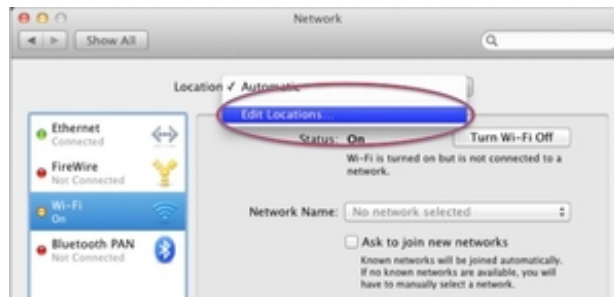 Network
Show All
Location ✓ Automatic
Edit Locations...
Ethernet
Connected
FireWire
Not Connected
Wi-Fi
On
Bluetooth PAN
Not Connected
Status: On
Turn Wi-Fi Off
Wi-Fi is turned on but is not connected to a
network.
Network Name: No network selected
Ask to join new networks
Known networks will be joined automatically.
If no known networks are available, you will
have to manually select a network.